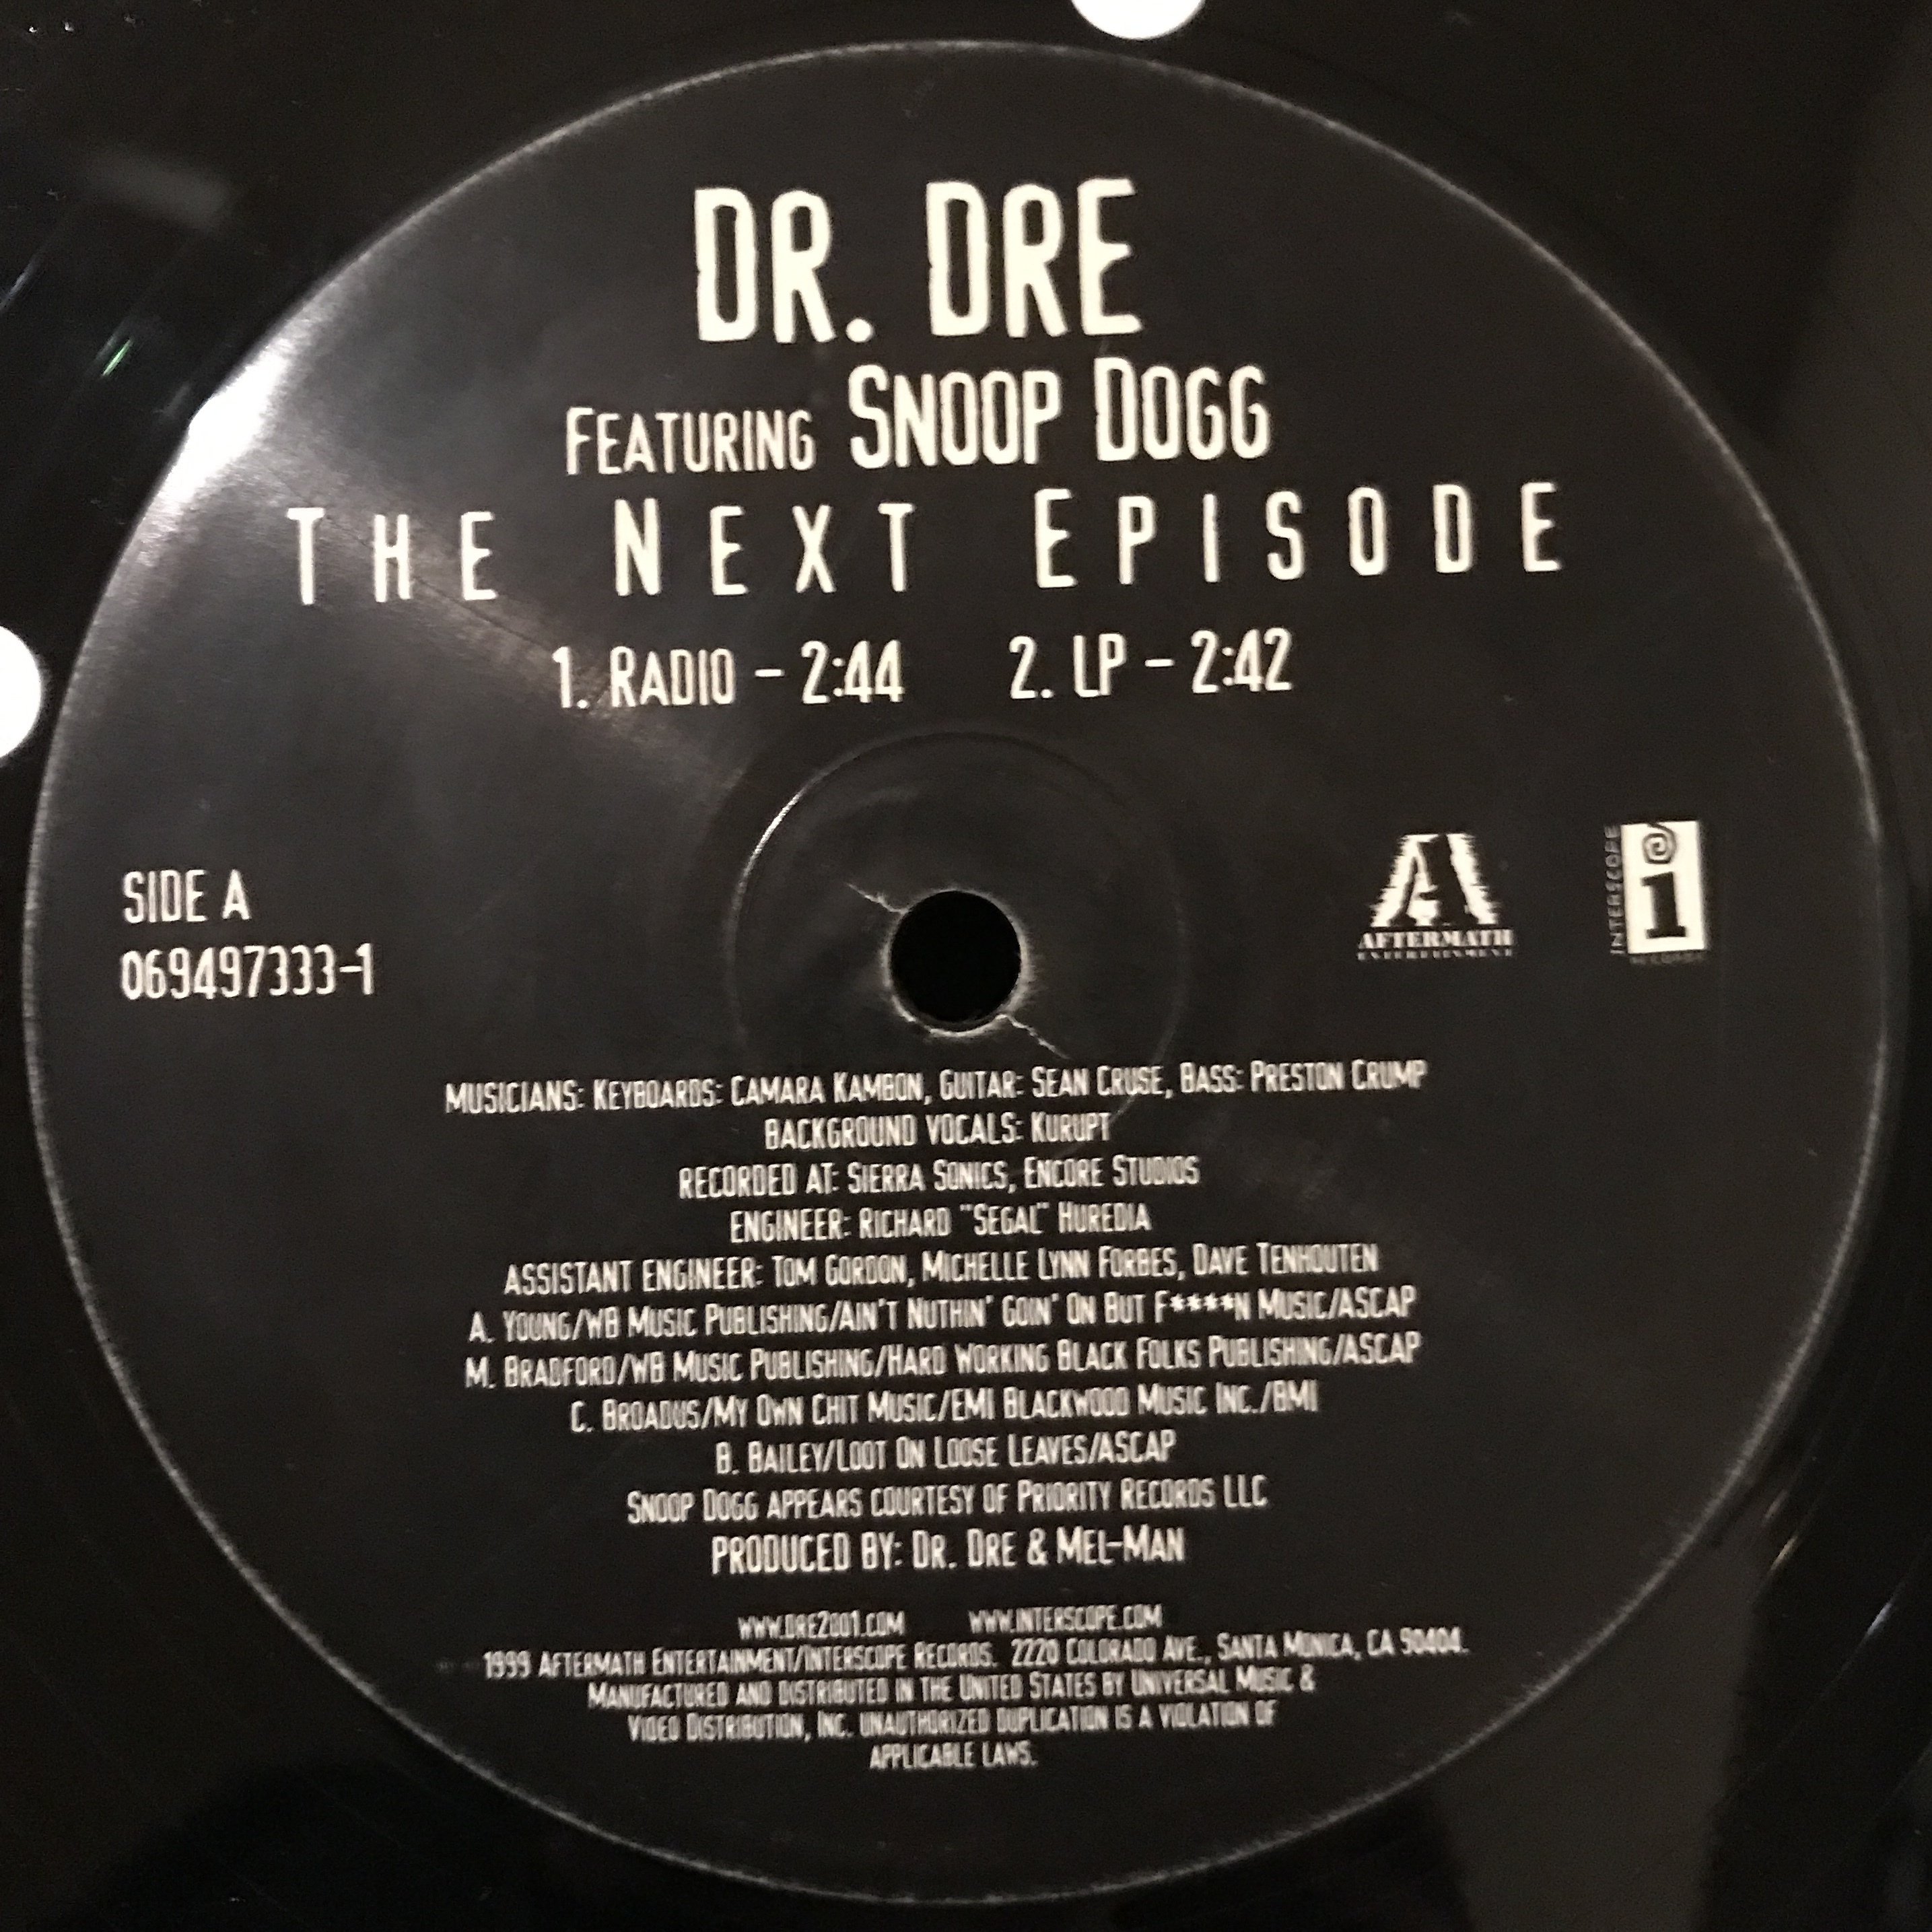 DR. DRE
FEATURING SNOOP DOGG
THE NEXT EPISODE
1. RADIO - 2:44 2. LP - 2:42
SIDE A
069497333-1
AFTERMATH
ENTERTAINMENT
INTERSCOPE
i
RECORDS
MUSICIANS: KEYBOARDS: CAMARA KAMBON, GUITAR: SEAN CRUSE, BASS: PRESTON CRUMP
BACKGROUND VOCALS: KURUPT
RECORDED AT: SIERRA SONICS, ENCORE STUDIOS
ENGINEER: RICHARD "SEGAL" HUREDIA
ASSISTANT ENGINEER: TOM GORDON, MICHELLE LYNN FORBES, DAVE TENHOUTEN
A. YOUNG/WB MUSIC PUBLISHING/AIN'T NUTHIN' GOIN' ON BUT F****N MUSIC/ASCAP
M. BRADFORD/WB MUSIC PUBLISHING/HARD WORKING BLACK FOLKS PUBLISHING/ASCAP
C. BROADUS/MY OWN CHIT MUSIC/EMI BLACKWOOD MUSIC INC./BMI
B. BAILEY/LOOT ON LOOSE LEAVES/ASCAP
SNOOP DOGG APPEARS COURTESY OF PRIORITY RECORDS LLC
PRODUCED BY: DR. DRE & MEL-MAN
WWW.DRE2001.COM WWW.INTERSCOPE.COM
1999 AFTERMATH ENTERTAINMENT/INTERSCOPE RECORDS. 2220 COLORADO AVE., SANTA MONICA, CA 90404.
MANUFACTURED AND DISTRIBUTED IN THE UNITED STATES BY UNIVERSAL MUSIC &
VIDEO DISTRIBUTION, INC. UNAUTHORIZED DUPLICATION IS A VIOLATION OF
APPLICABLE LAWS.